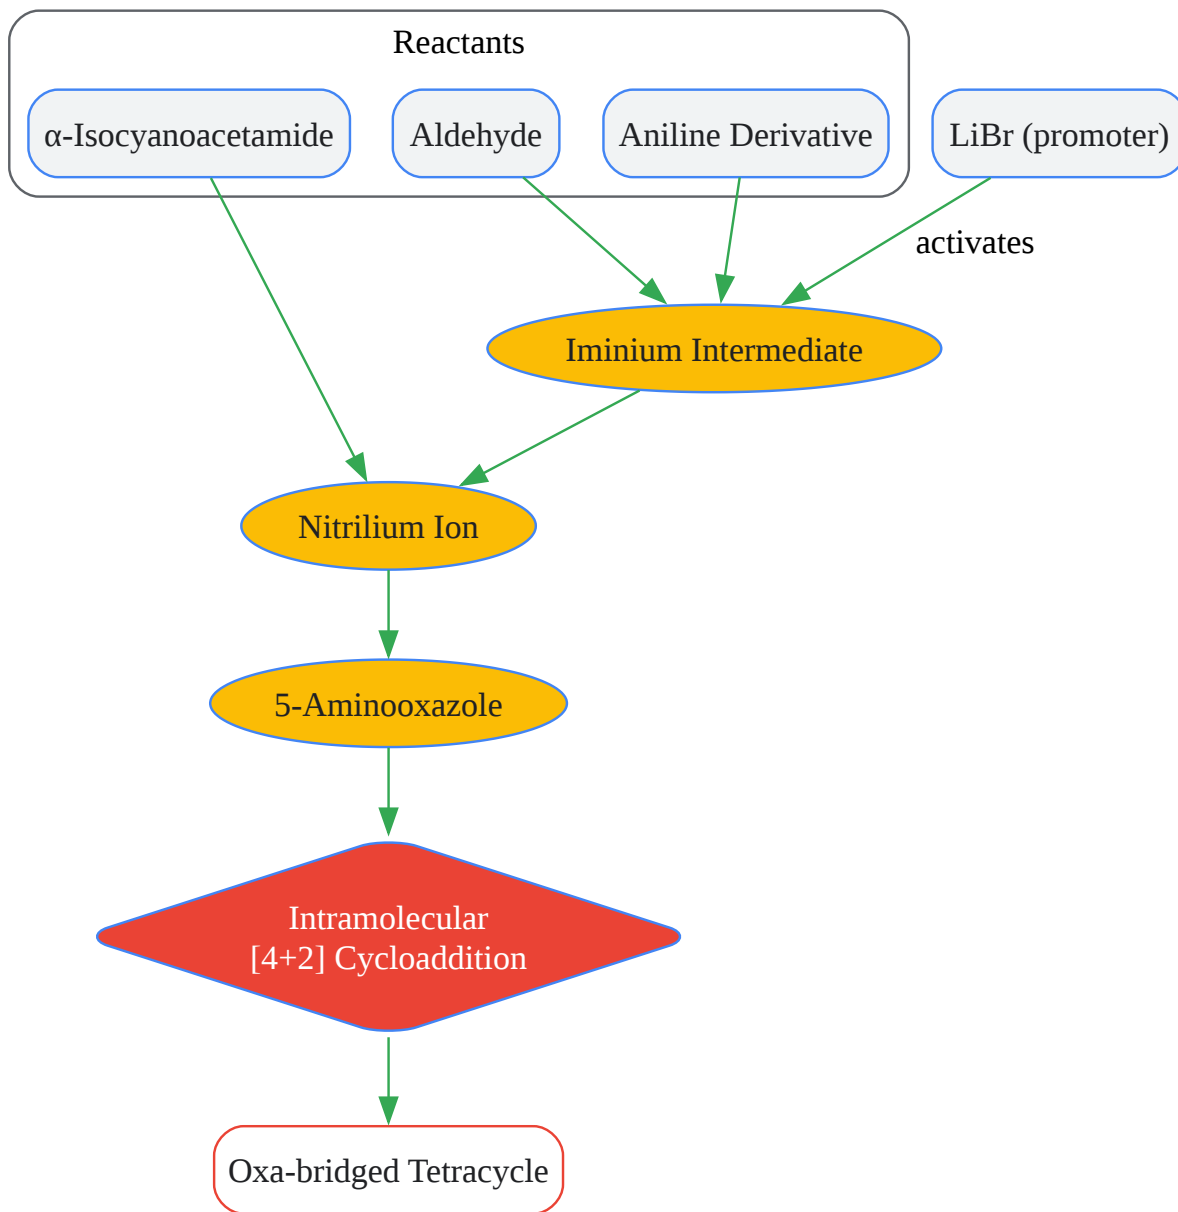 Reactants
α-Isocyanoacetamide
Aldehyde
Aniline Derivative
LiBr (promoter)
activates
Iminium Intermediate
Nitrilium Ion
5-Aminooxazole
Intramolecular
[4+2] Cycloaddition
Oxa-bridged Tetracycle